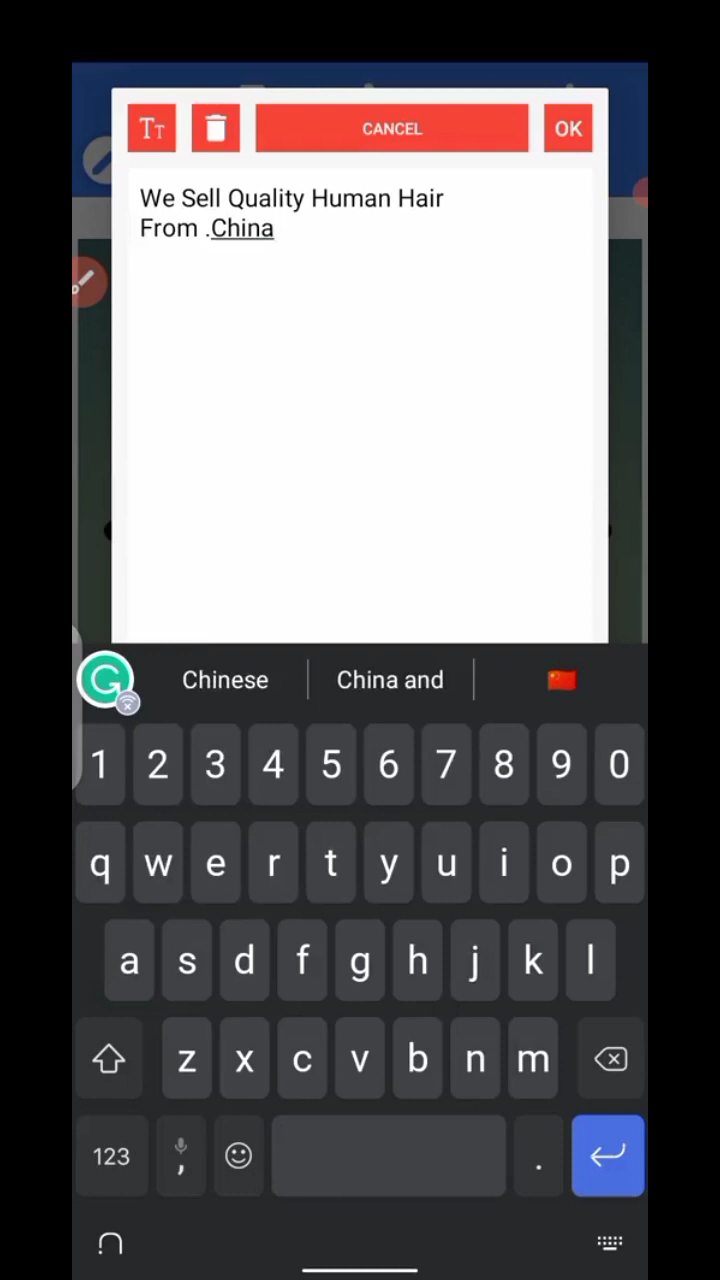 TT
CANCEL
OK
We Sell Quality Human Hair
From .China
Chinese
China and
1 2 3 4 5 6 7 8 9 0
q w e r t y u i o p
a s d f g h j k l
z x c v b n m
123 , .